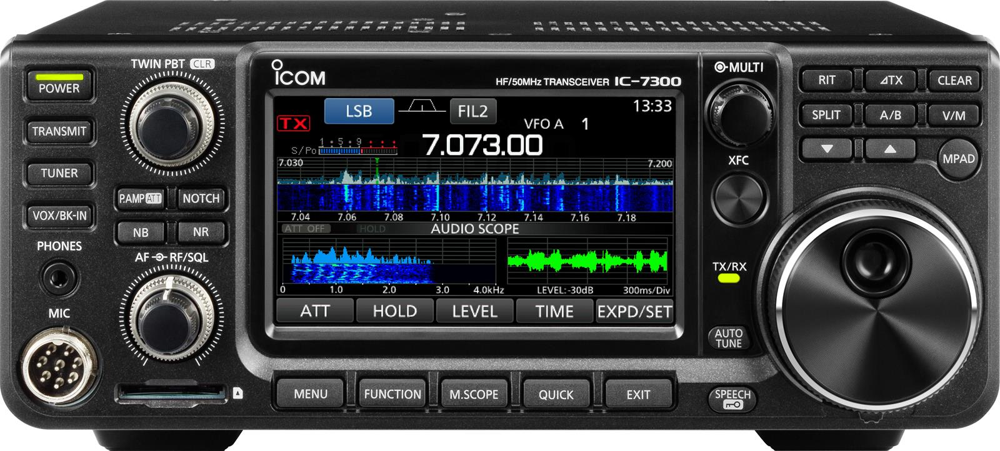 TWIN PBT CLR
POWER
TRANSMIT
TUNER
VOX/BK-IN
P.AMP ATT
NOTCH
NB
NR
PHONES
AF RF/SQL
MIC
ICOM
HF/50MHz TRANSCEIVER IC-7300
LSB
FIL2
13:33
TX
VFO A 1
1 5 9
S/Po
7.073.00
7.030 7.200
7.04 7.06 7.08 7.10 7.12 7.14 7.16 7.18
ATT OFF HOLD AUDIO SCOPE
0 1.0 2.0 3.0 4.0kHz
LEVEL:-30dB 300ms/Div
ATT HOLD LEVEL TIME EXPD/SET
MENU FUNCTION M.SCOPE QUICK EXIT
MULTI
XFC
TX/RX
AUTO
TUNE
SPEECH
RIT ⊿TX CLEAR
SPLIT A/B V/M
▼ ▲
MPAD